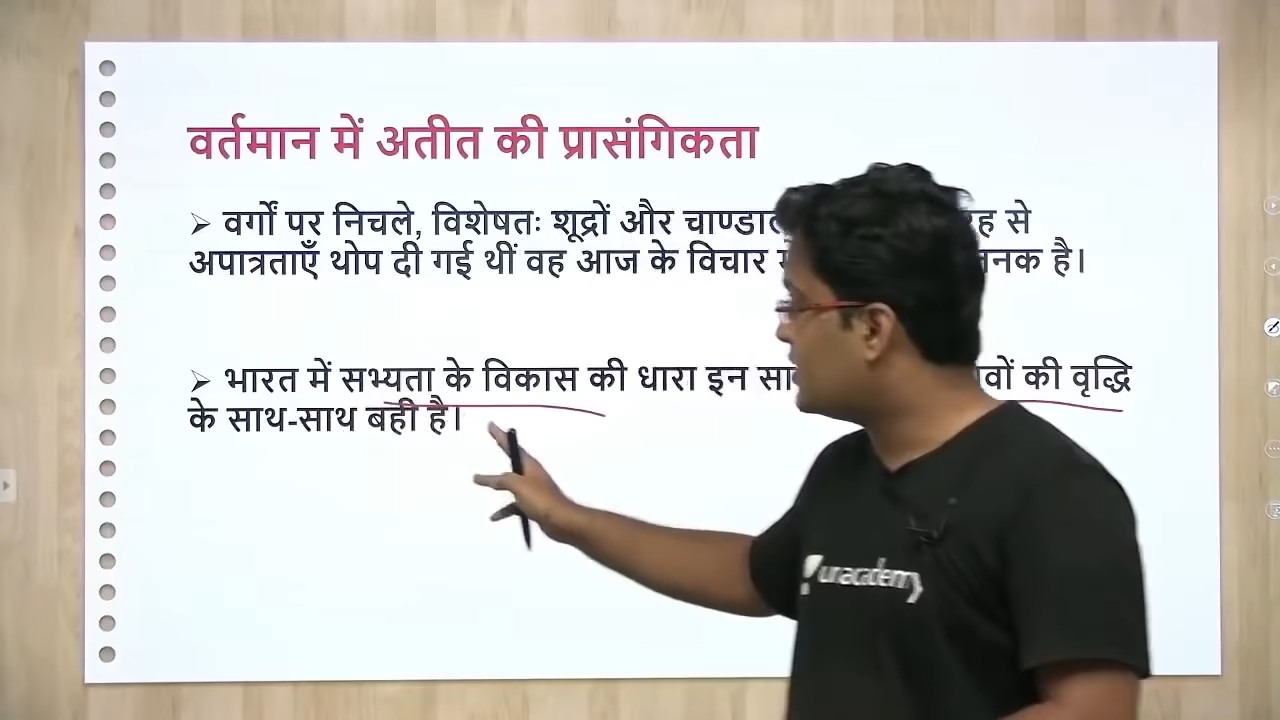 वर्तमान में अतीत की प्रासंगिकता
➢ वर्गों पर निचले, विशेषतः शूद्रों और से
अपात्रताएँ थोप दी गई थीं वह आज के विचार है।
➢ भारत में सभ्यता के विकास की धारा इन की वृद्धि
के साथ-साथ बही है।